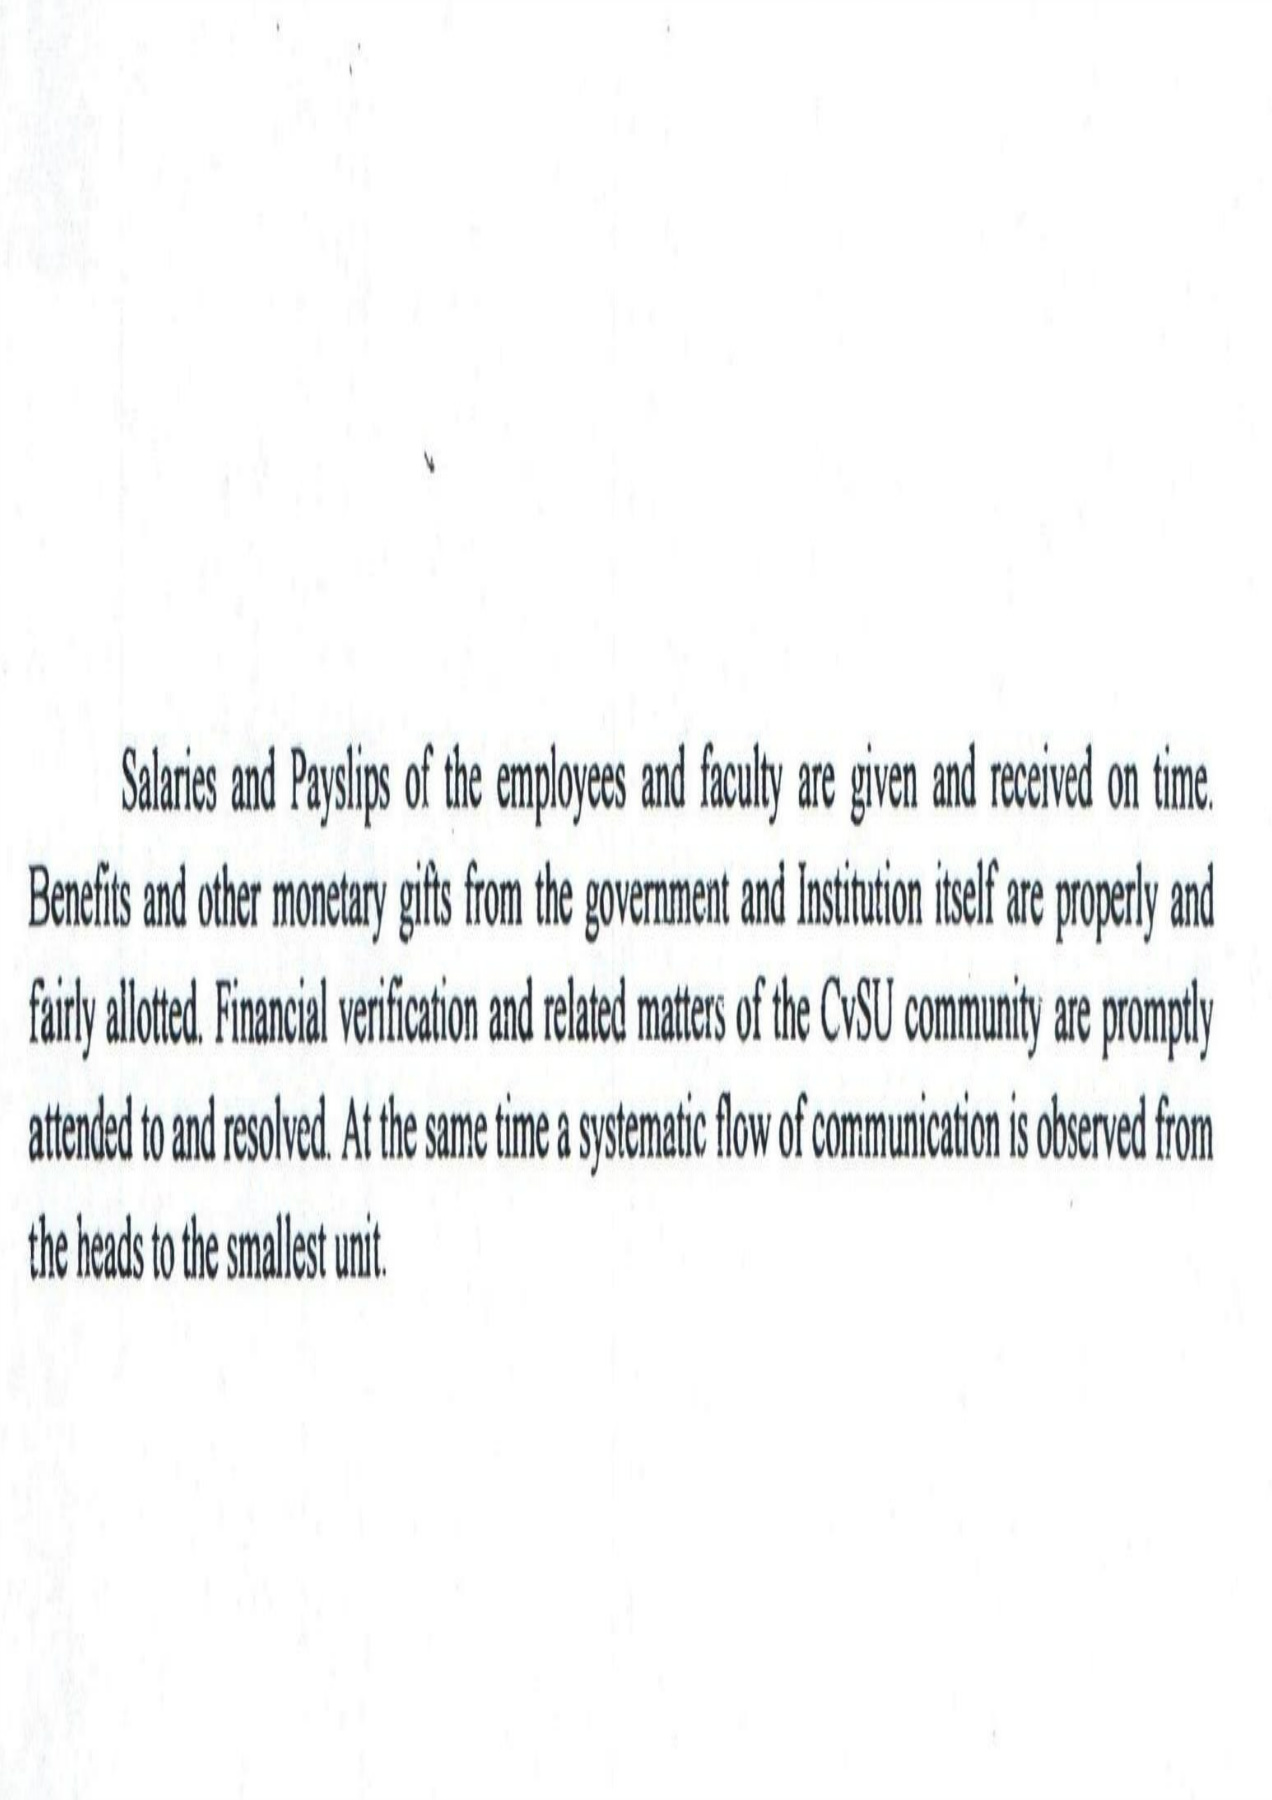 Salaries and Payslips of the employees and faculty are given and received on time.
Benefits and other monetary gifts from the government and Institution itself are properly and
fairly allotted. Financial verification and related matters of the CvSU community are promptly
attended to and resolved. At the same time a systematic flow of communication is observed from
the heads to the smallest unit.